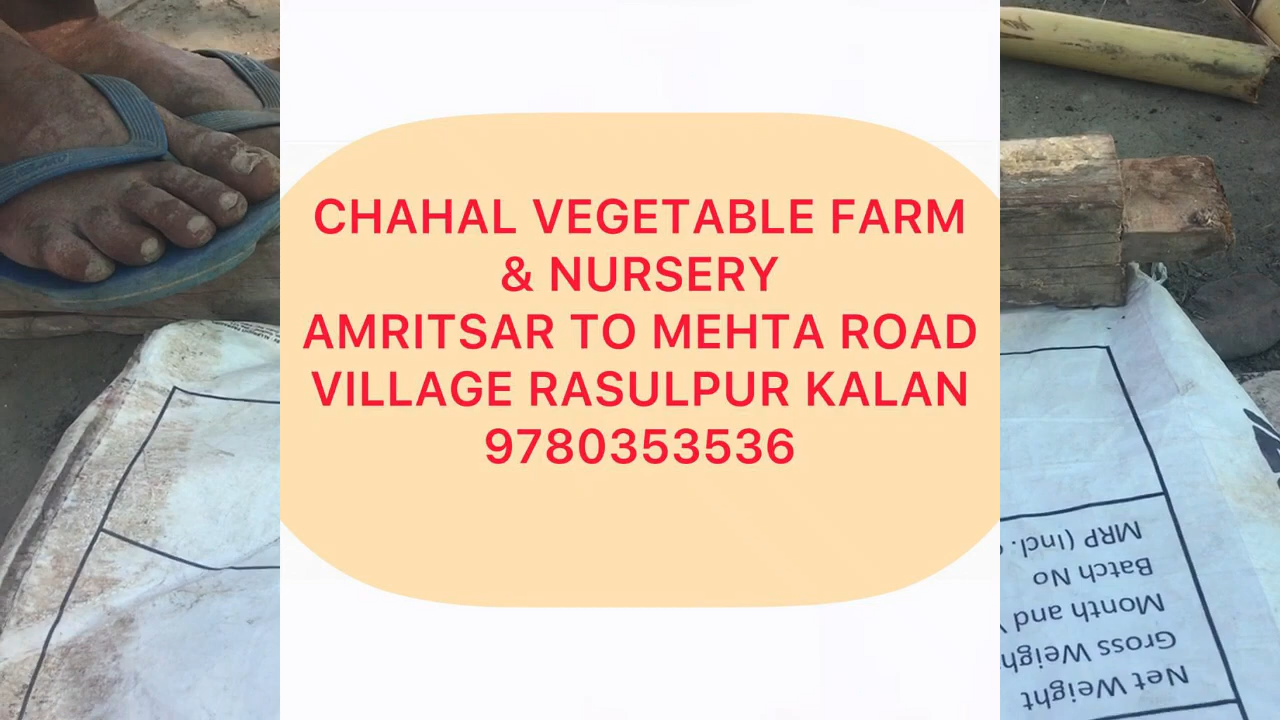 CHAHAL VEGETABLE FARM
& NURSERY
AMRITSAR TO MEHTA ROAD
VILLAGE RASULPUR KALAN
9780353536
MRP (Incl.
Batch No
Month and
Gross Weigh
Net Weight